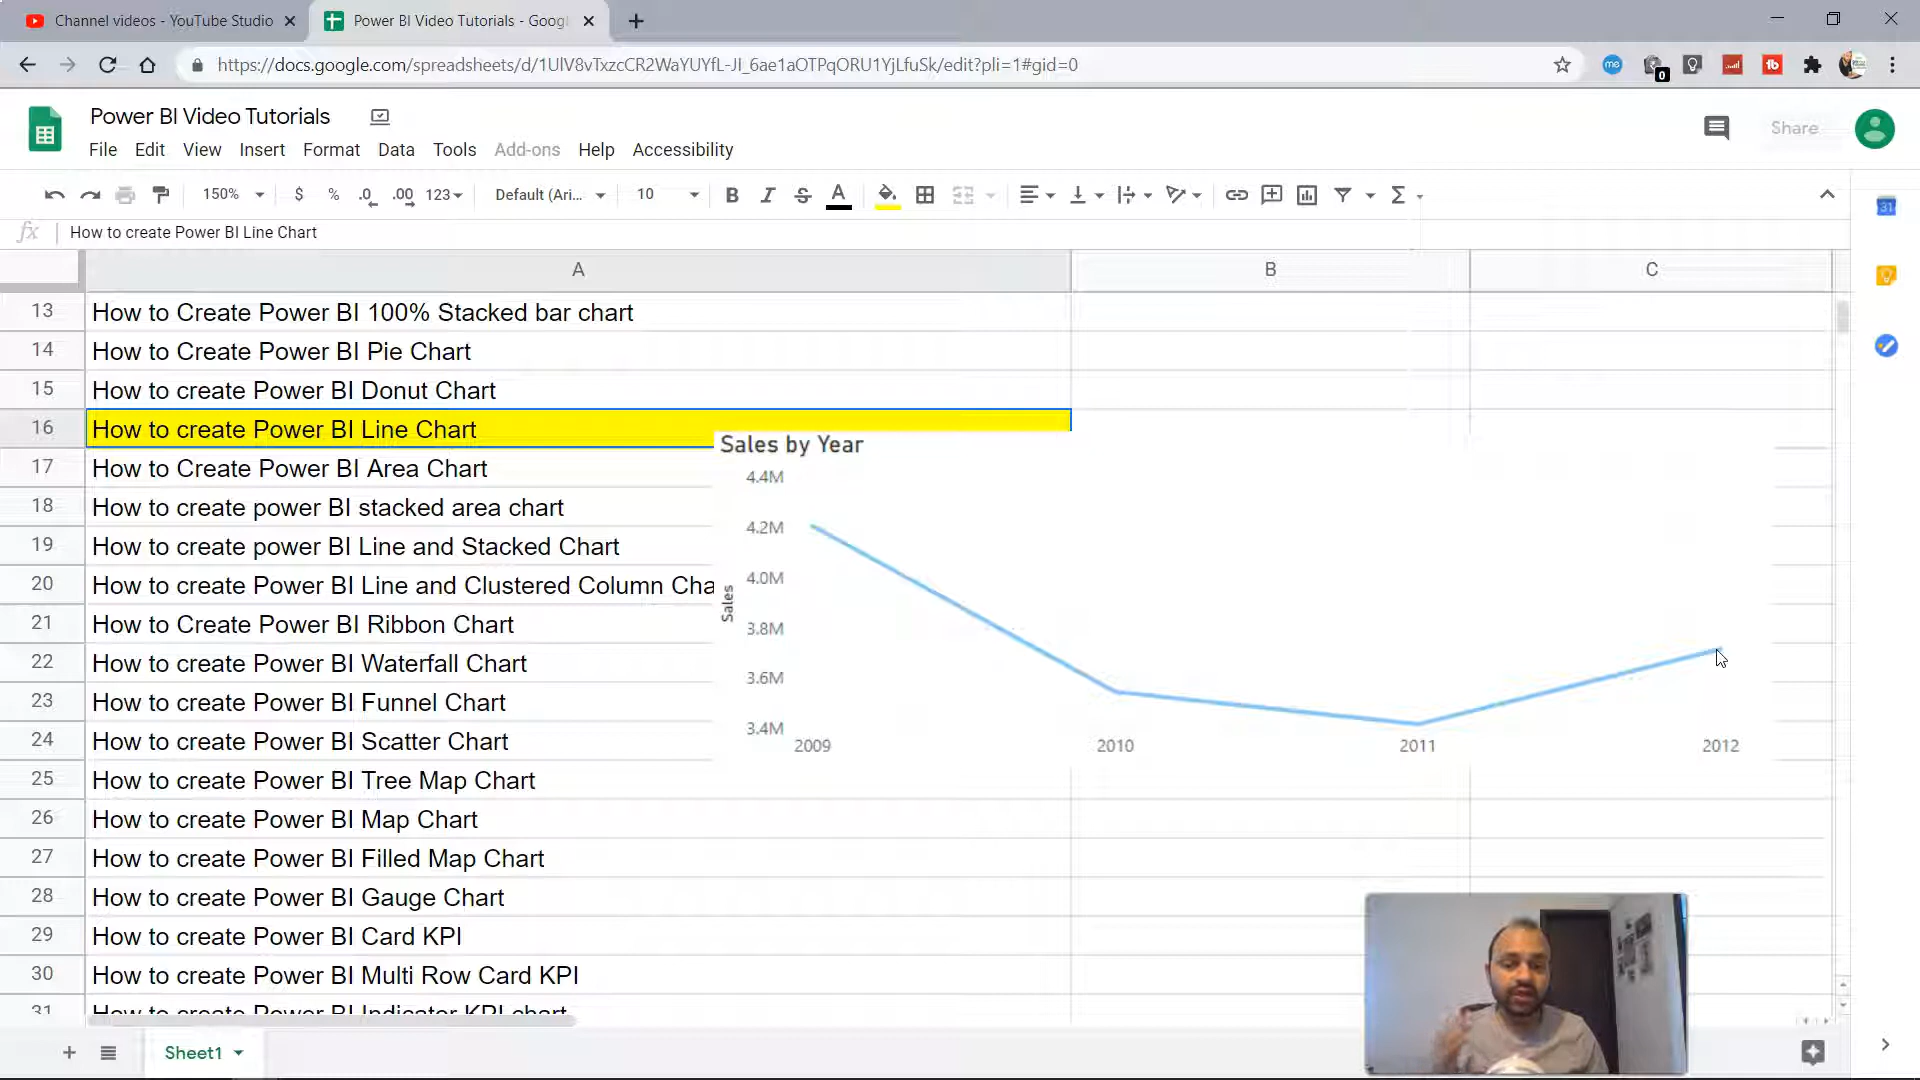 Channel videos - YouTube Studio
Power BI Video Tutorials - Goog
https://docs.google.com/spreadsheets/d/1UlV8vTxzcCR2WaYUYfL-JI_6ae1aOTPqORU1YjLfuSk/edit?pli=1#gid=0
Power BI Video Tutorials
Share
File Edit View Insert Format Data Tools Add-ons Help Accessibility
150% $ % .0 .00 123 Default (Ari... 10 B I S A Σ
fx How to create Power BI Line Chart
A B C
13 How to Create Power BI 100% Stacked bar chart
14 How to Create Power BI Pie Chart
15 How to create Power BI Donut Chart
16 How to create Power BI Line Chart
17 How to Create Power BI Area Chart
18 How to create power BI stacked area chart
19 How to create power BI Line and Stacked Chart
20 How to create Power BI Line and Clustered Column Cha
21 How to Create Power BI Ribbon Chart
22 How to create Power BI Waterfall Chart
23 How to create Power BI Funnel Chart
24 How to create Power BI Scatter Chart
25 How to create Power BI Tree Map Chart
26 How to create Power BI Map Chart
27 How to create Power BI Filled Map Chart
28 How to create Power BI Gauge Chart
29 How to create Power BI Card KPI
30 How to create Power BI Multi Row Card KPI
31 How to create Power BI Indicator KPI chart
Sales by Year
4.4M
4.2M
4.0M
3.8M
3.6M
3.4M
Sales
2009 2010 2011 2012
Sheet1